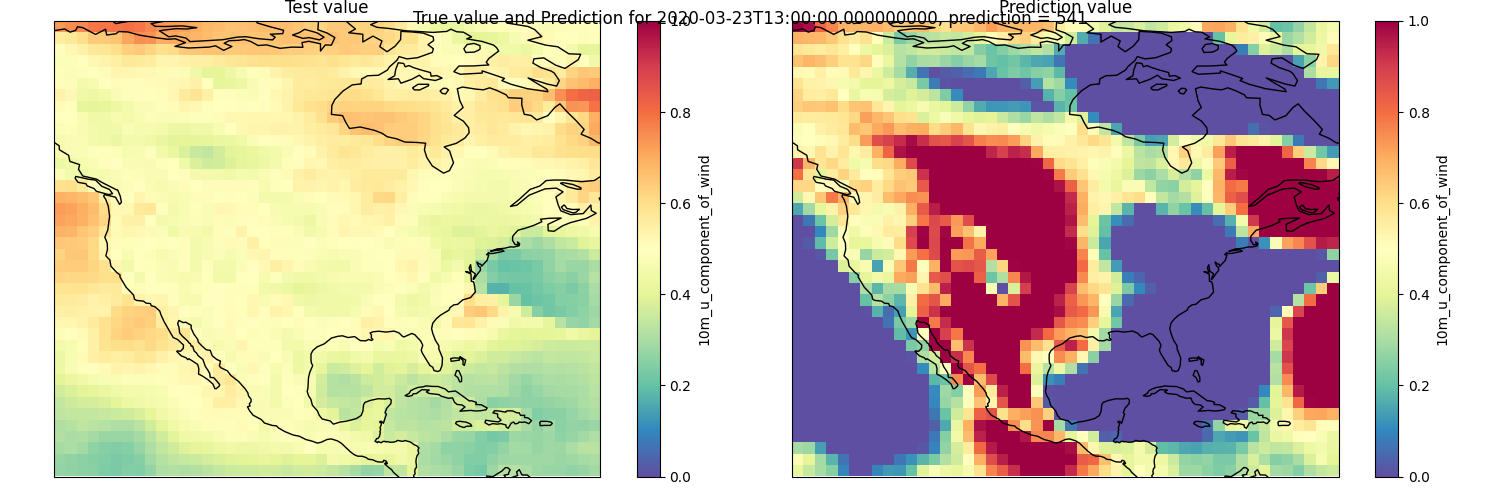 Test value
Prediction value
True value and Prediction for 2020-03-23T13:00:00.000000000, prediction = 541
1.0
0.8
0.6
0.4
0.2
0.0
10m_u_component_of_wind
1.0
0.8
0.6
0.4
0.2
0.0
10m_u_component_of_wind